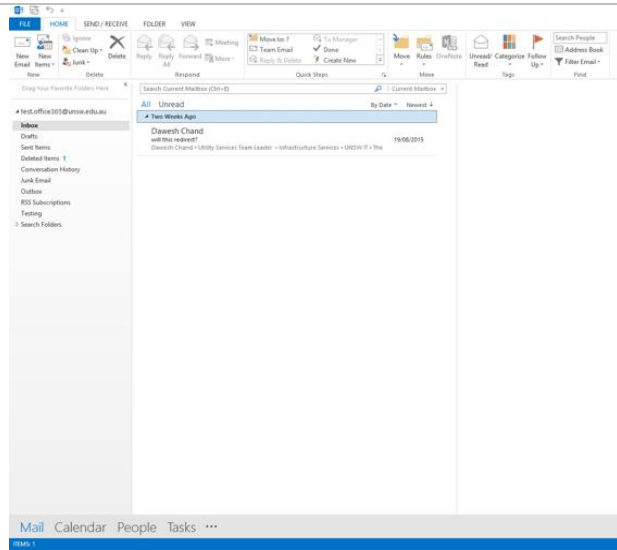 FILE HOME SEND / RECEIVE FOLDER VIEW
New Email
New Items
Ignore
Clean Up
Junk
Delete
Reply
Reply All
Forward
Meeting
More
Move to: ?
Team Email
Reply & Delete
To Manager
Done
Create New
Move
Rules
OneNote
Unread/ Read
Categorize
Follow Up
Search People
Address Book
Filter Email
New Delete Respond Quick Steps Move Tags Find
Drag Your Favorite Folders Here
Search Current Mailbox (Ctrl+E) Current Mailbox
All Unread By Date Newest
test.office365@unsw.edu.au
Two Weeks Ago
Inbox
Drafts
Sent Items
Deleted Items 1
Conversation History
Junk Email
Outbox
RSS Subscriptions
Testing
Search Folders
Dawesh Chand
will this redirect? 19/08/2015
Dawesh Chand • Utility Services Team Leader • Infrastructure Services • UNSW IT • The
Mail Calendar People Tasks •••
ITEMS: 1